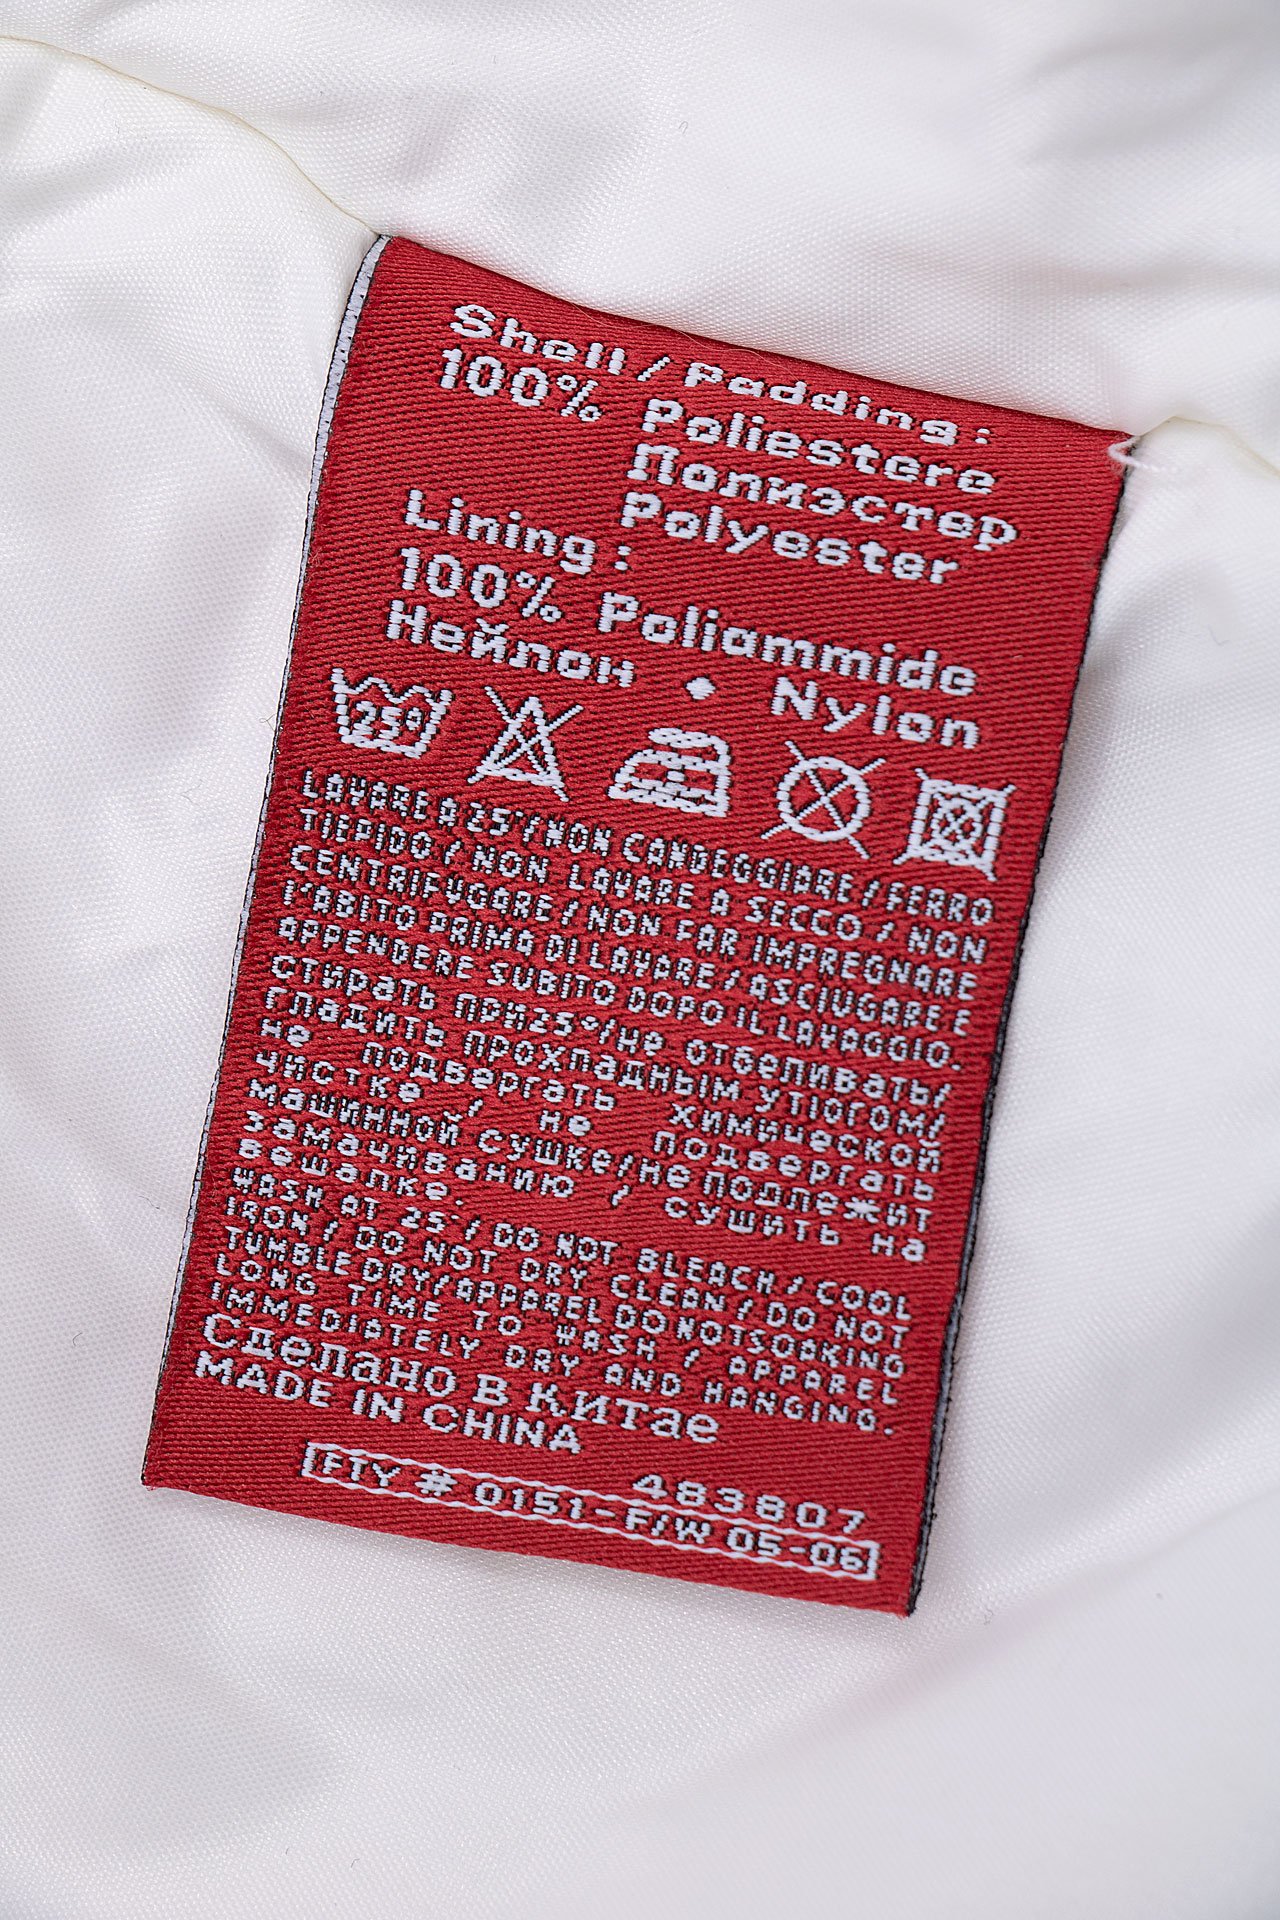 Shell/Padding:
100% Poliestere
Полиэстер
Polyester
Lining:
100% Poliammide
Нейлон • Nylon
25°
LAVARE A 25°/NON CANDEGGIARE/FERRO
TIEPIDO/NON LAVARE A SECCO/NON
CENTRIFUGARE/NON FAR IMPREGNARE
L'ABITO PRIMA DI LAVARE/ASCIUGARE E
APPENDERE SUBITO DOPO IL LAVAGGIO.
стирать при25°/не отбеливать/
гладить прохладным утюгом/
не подбергать химической
чистке/ не подвергать
машинной сушке/не подлежит
замачиванию / сушить на
вешалке.
WASH AT 25°/DO NOT BLEACH/COOL
IRON/DO NOT DRY CLEAN/DO NOT
TUMBLE DRY/APPAREL DO NOT SOAKING
LONG TIME TO WASH / APPAREL
IMMEDIATELY DRY AND HANGING.
Сделано в Китае
MADE IN CHINA
483807
FTY # 0151-F/W 05-06